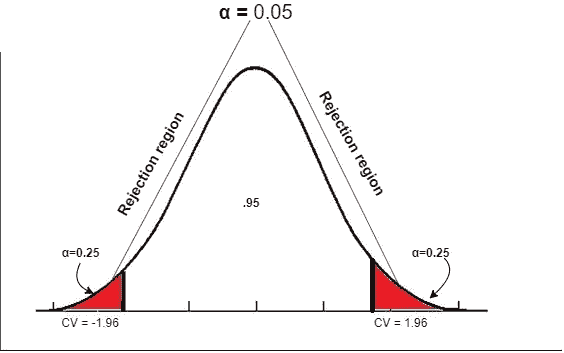 α = 0.05
Rejection region
Rejection region
.95
α=0.25
α=0.25
CV = -1.96
CV = 1.96